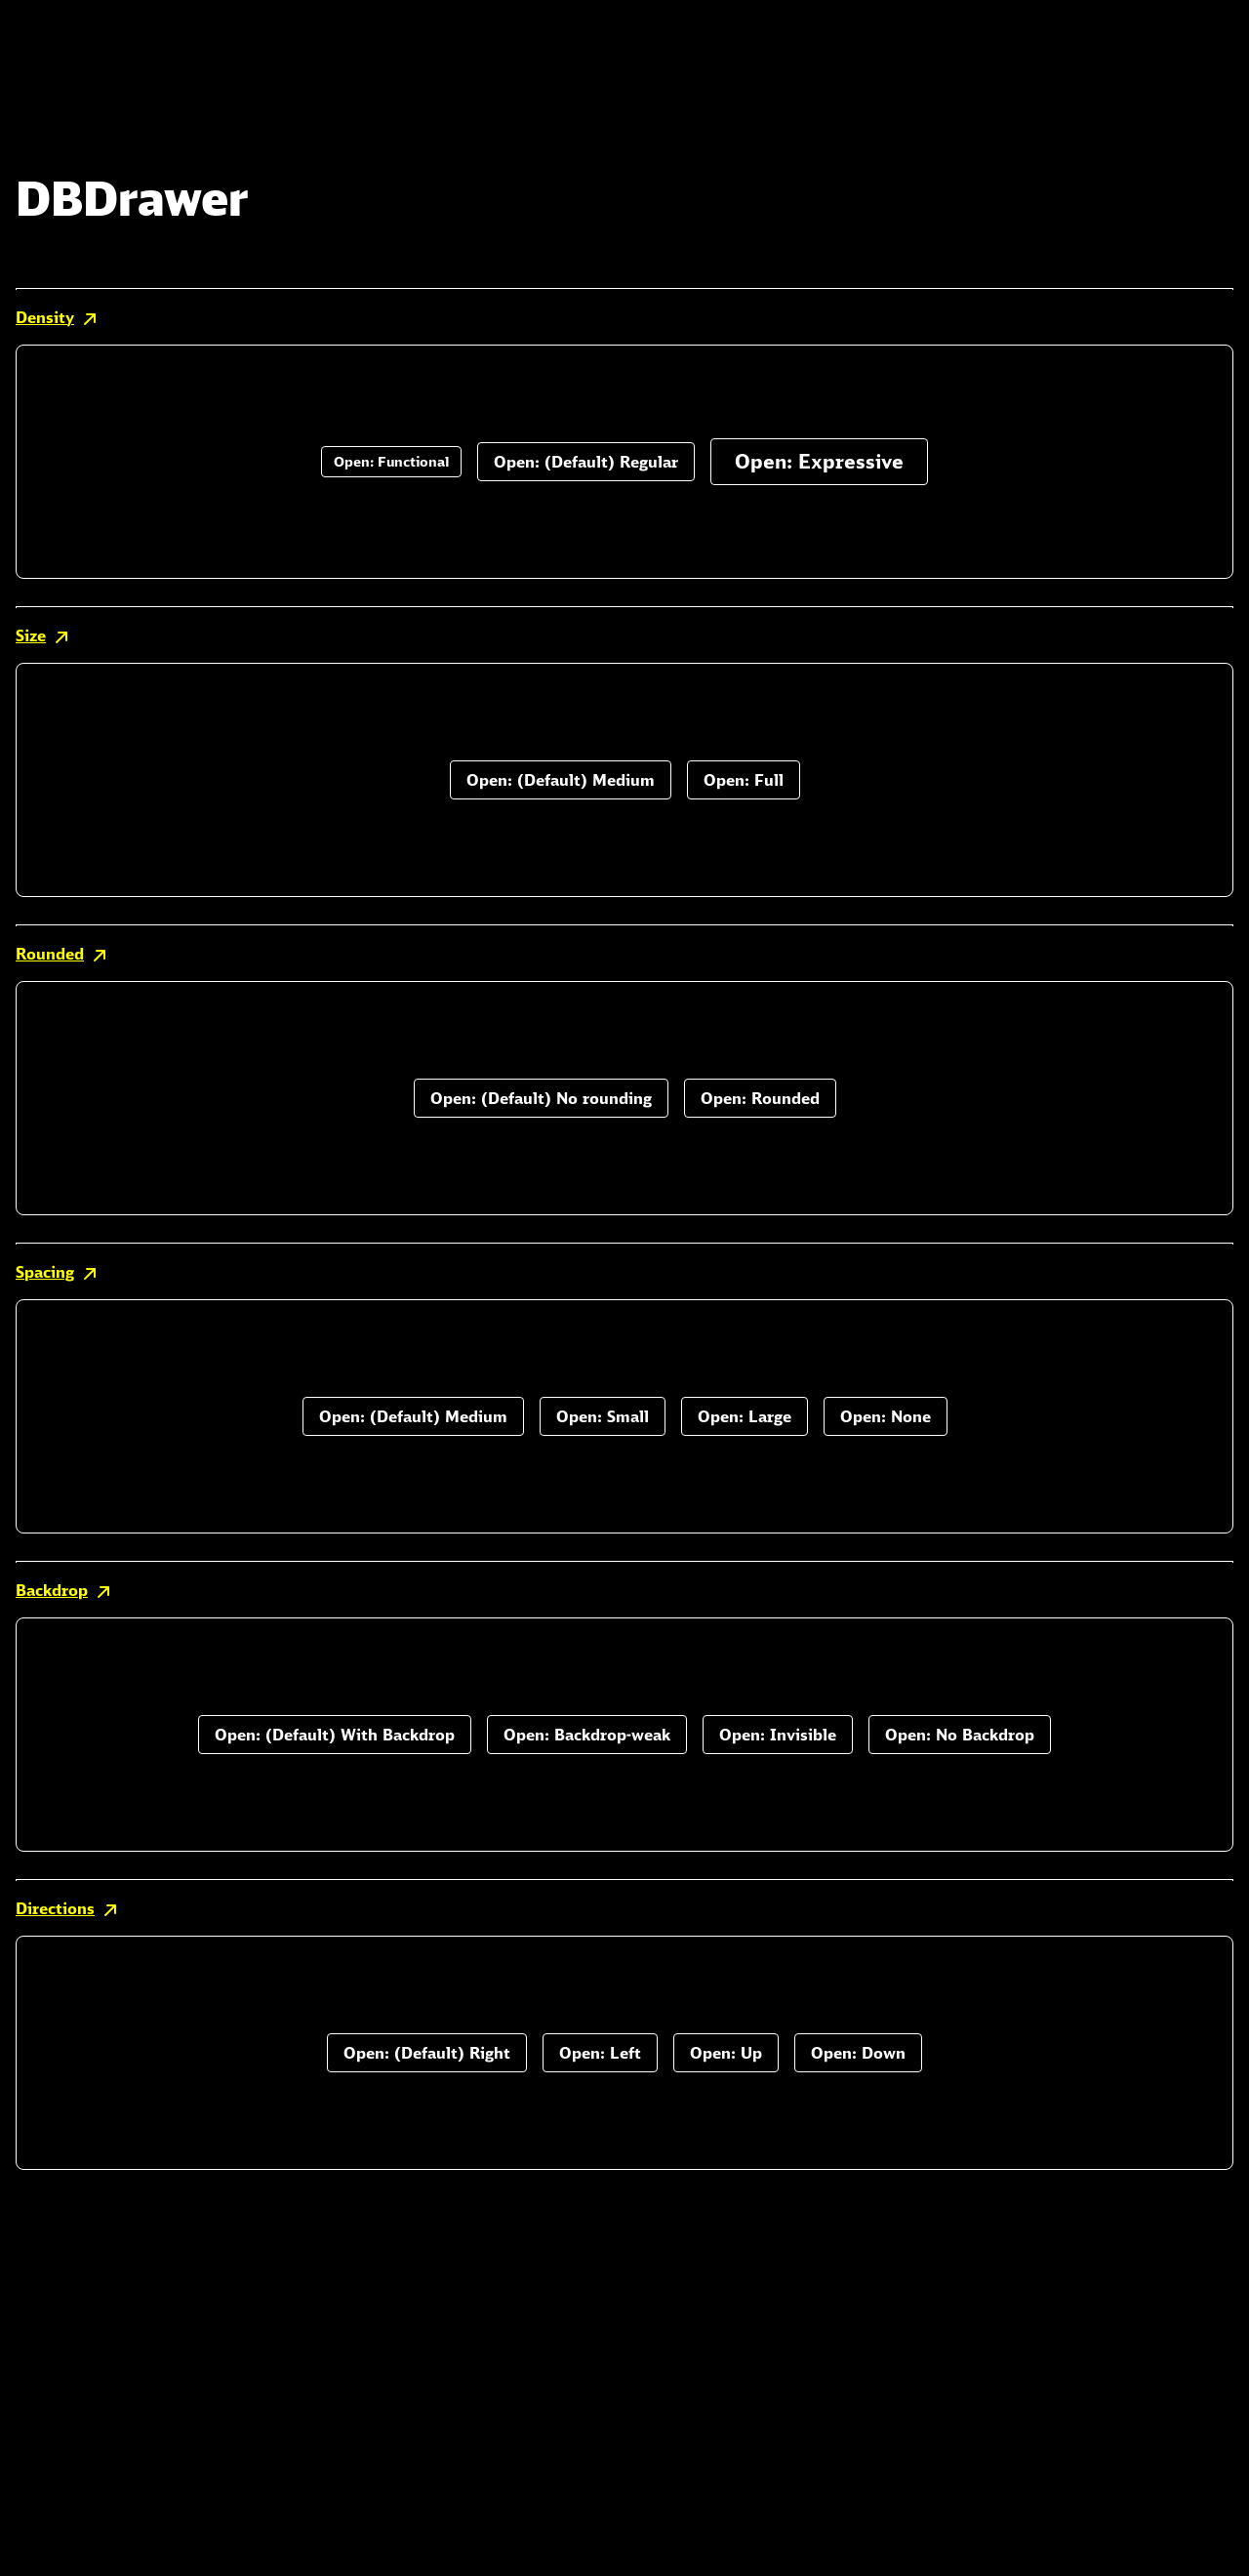 DBDrawer
Density
Open: Functional Open: (Default) Regular Open: Expressive
Size
Open: (Default) Medium Open: Full
Rounded
Open: (Default) No rounding Open: Rounded
Spacing
Open: (Default) Medium Open: Small Open: Large Open: None
Backdrop
Open: (Default) With Backdrop Open: Backdrop-weak Open: Invisible Open: No Backdrop
Directions
Open: (Default) Right Open: Left Open: Up Open: Down